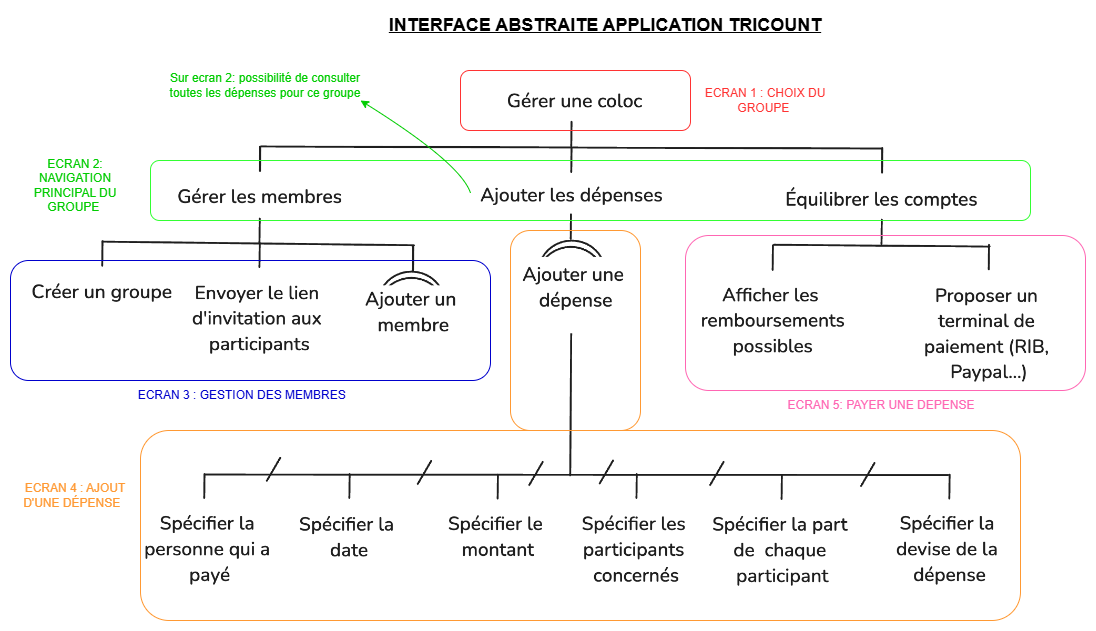 INTERFACE ABSTRAITE APPLICATION TRICOUNT
Sur ecran 2: possibilité de consulter
toutes les dépenses pour ce groupe
Gérer une coloc
ECRAN 1 : CHOIX DU
GROUPE
ECRAN 2:
NAVIGATION
PRINCIPAL DU
GROUPE
Gérer les membres
Ajouter les dépenses
Équilibrer les comptes
Créer un groupe
Envoyer le lien
d'invitation aux
participants
Ajouter un
membre
Ajouter une
dépense
Afficher les
remboursements
possibles
Proposer un
terminal de
paiement (RIB,
Paypal...)
ECRAN 3 : GESTION DES MEMBRES
ECRAN 5: PAYER UNE DEPENSE
ECRAN 4 : AJOUT
D'UNE DÉPENSE
Spécifier la
personne qui a
payé
Spécifier la
date
Spécifier le
montant
Spécifier les
participants
concernés
Spécifier la part
de chaque
participant
Spécifier la
devise de la
dépense